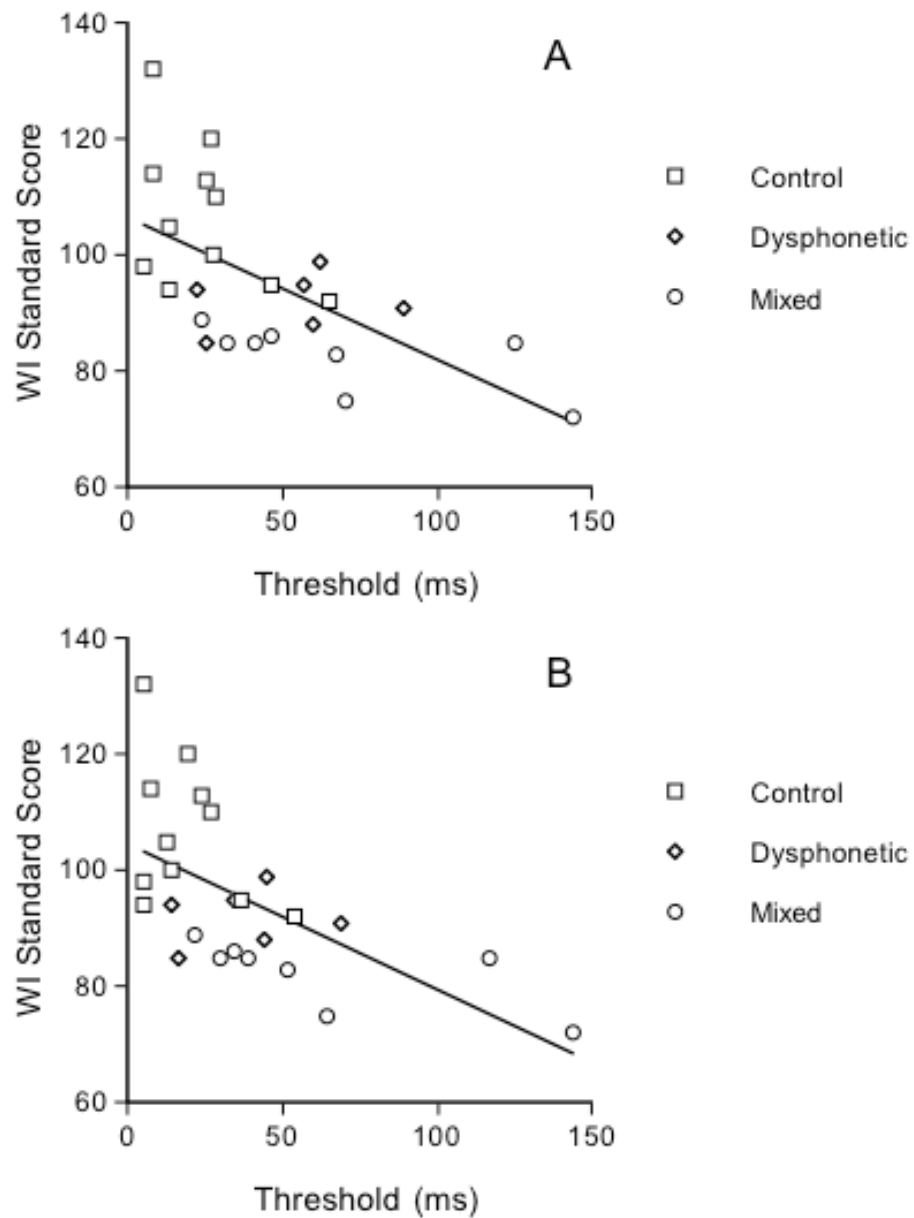 A
140
120
100
80
60
WI Standard Score
0 50 100 150
Threshold (ms)
Control
Dysphonetic
Mixed
B
140
120
100
80
60
WI Standard Score
0 50 100 150
Threshold (ms)
Control
Dysphonetic
Mixed